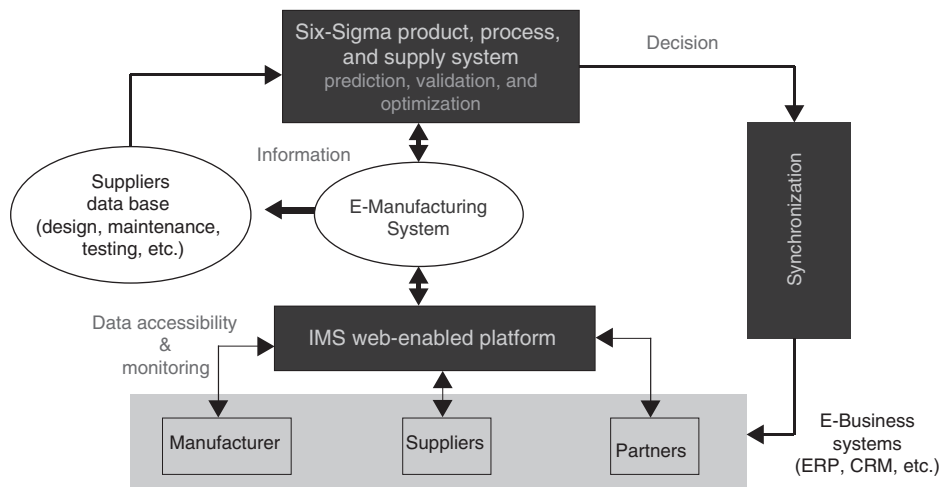 Six-Sigma product, process,
and supply system
prediction, validation, and
optimization
Decision
Information
Suppliers
data base
(design, maintenance,
testing, etc.)
E-Manufacturing
System
Synchronization
Data accessibility
&
monitoring
IMS web-enabled platform
Manufacturer
Suppliers
Partners
E-Business
systems
(ERP, CRM, etc.)